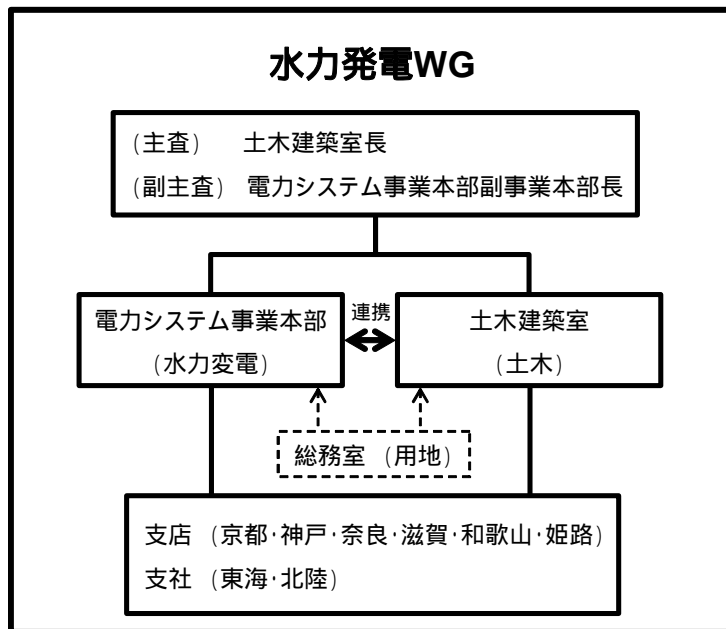 水力発電WG
(主査) 土木建築室長
(副主査) 電力システム事業本部副事業本部長
電力システム事業本部
(水力変電)
連携
土木建築室
(土木)
総務室 (用地)
支店 (京都･神戸･奈良･滋賀･和歌山･姫路)
支社 (東海･北陸)